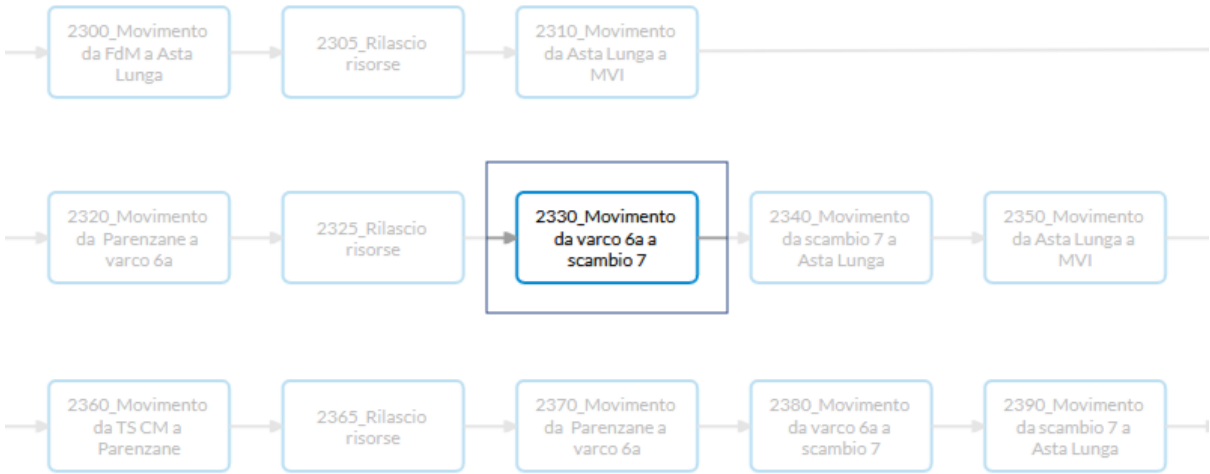 2300_Movimento
da FdM a Asta
Lunga
2305_Rilascio
risorse
2310_Movimento
da Asta Lunga a
MVI
2320_Movimento
da Parenzane a
varco 6a
2325_Rilascio
risorse
2330_Movimento
da varco 6a a
scambio 7
2340_Movimento
da scambio 7 a
Asta Lunga
2350_Movimento
da Asta Lunga a
MVI
2360_Movimento
da TS CM a
Parenzane
2365_Rilascio
risorse
2370_Movimento
da Parenzane a
varco 6a
2380_Movimento
da varco 6a a
scambio 7
2390_Movimento
da scambio 7 a
Asta Lunga